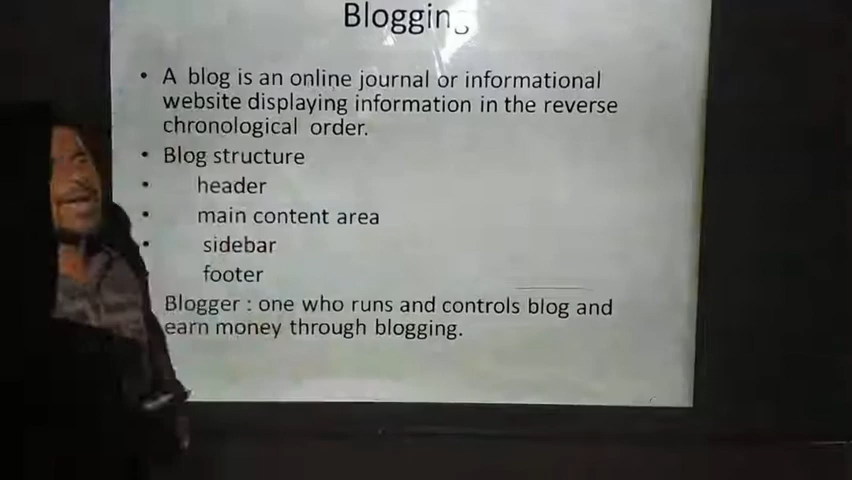 Blogging
• A blog is an online journal or informational
website displaying information in the reverse
chronological order.
• Blog structure
• header
• main content area
• sidebar
footer
Blogger : one who runs and controls blog and
earn money through blogging.